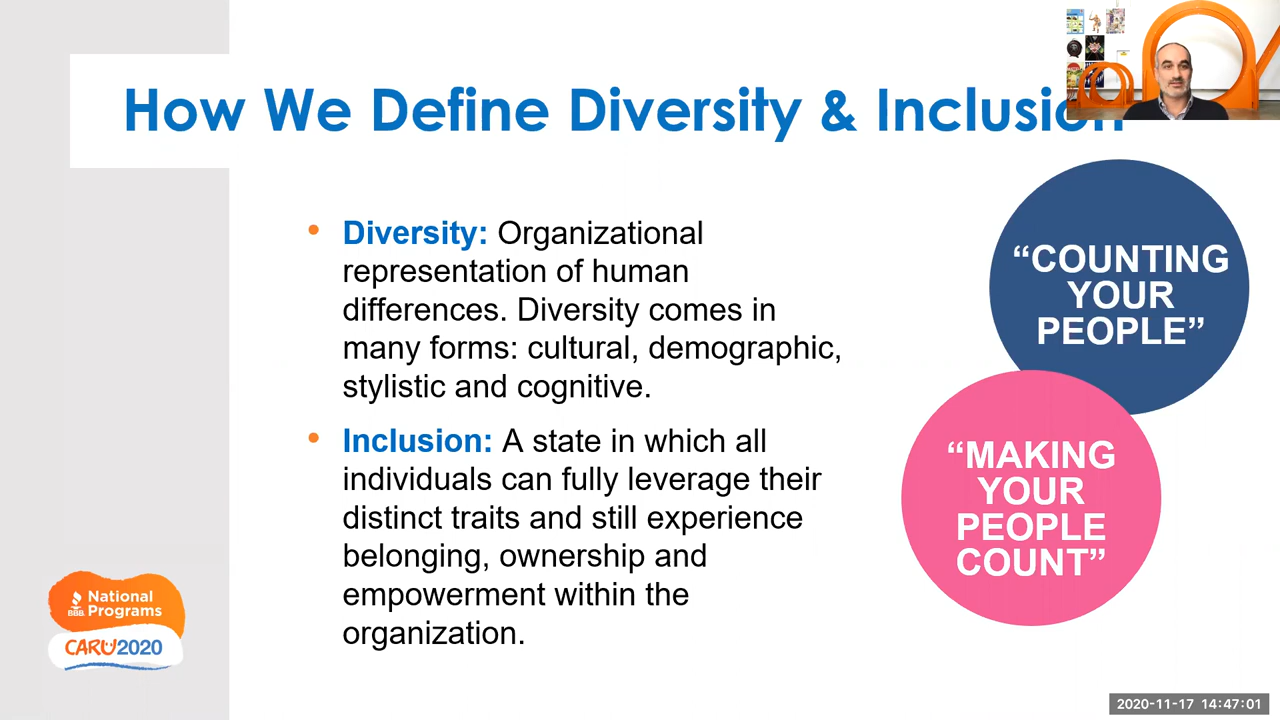 How We Define Diversity & Inclusion
• Diversity: Organizational
representation of human
differences. Diversity comes in
many forms: cultural, demographic,
stylistic and cognitive.
• Inclusion: A state in which all
individuals can fully leverage their
distinct traits and still experience
belonging, ownership and
empowerment within the
organization.
“COUNTING
YOUR
PEOPLE”
“MAKING
YOUR
PEOPLE
COUNT”
BBB National
Programs
CARU2020
2020-11-17 14:47:01